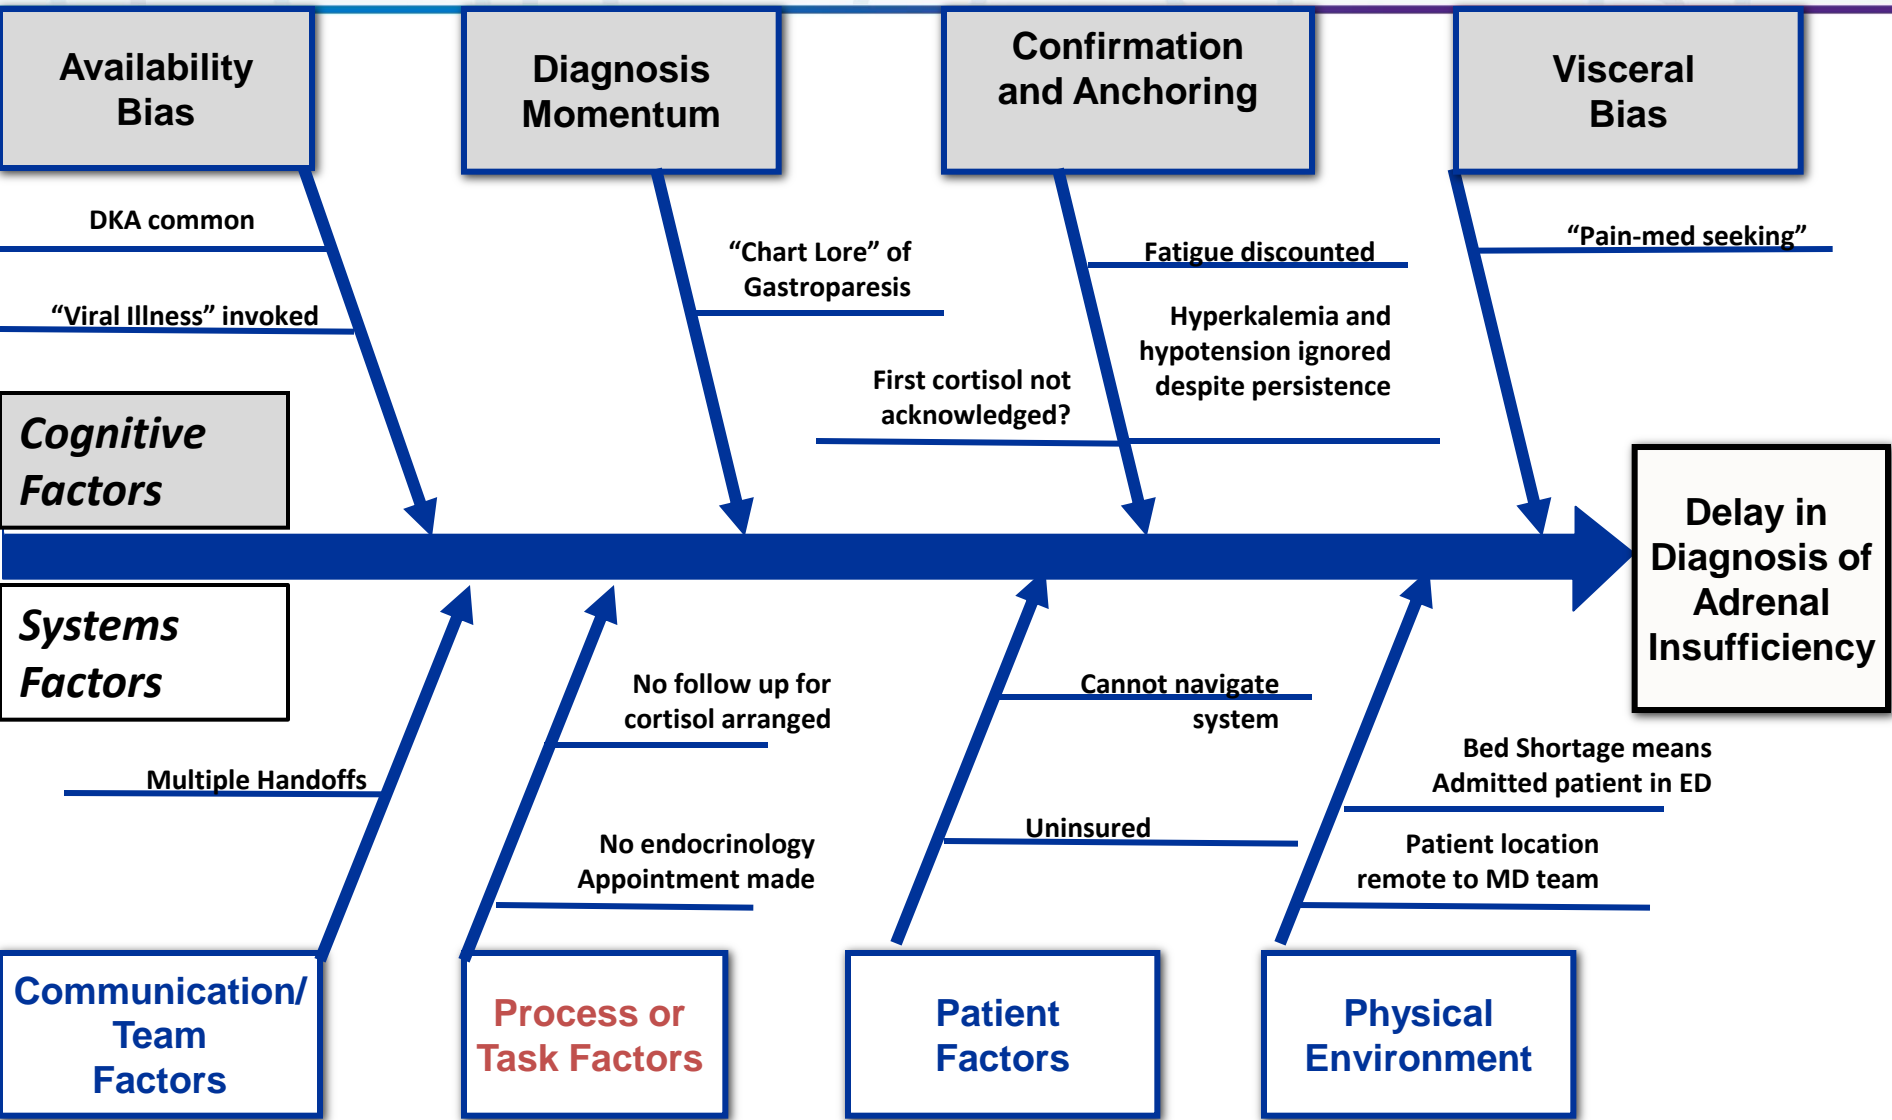 Availability
Bias
Diagnosis
Momentum
Confirmation
and Anchoring
Visceral
Bias
DKA common
“Viral Illness” invoked
“Chart Lore” of
Gastroparesis
Fatigue discounted
Hyperkalemia and
hypotension ignored
despite persistence
First cortisol not
acknowledged?
“Pain-med seeking”
Cognitive
Factors
Delay in
Diagnosis of
Adrenal
Insufficiency
Systems
Factors
Multiple Handoffs
No follow up for
cortisol arranged
No endocrinology
Appointment made
Cannot navigate
system
Uninsured
Bed Shortage means
Admitted patient in ED
Patient location
remote to MD team
Communication/
Team
Factors
Process or
Task Factors
Patient
Factors
Physical
Environment